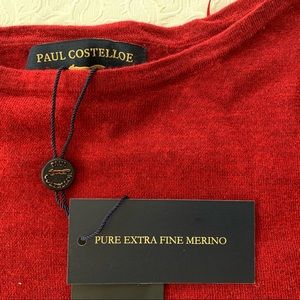 PAUL COSTELLOE
PURE EXTRA FINE MERINO